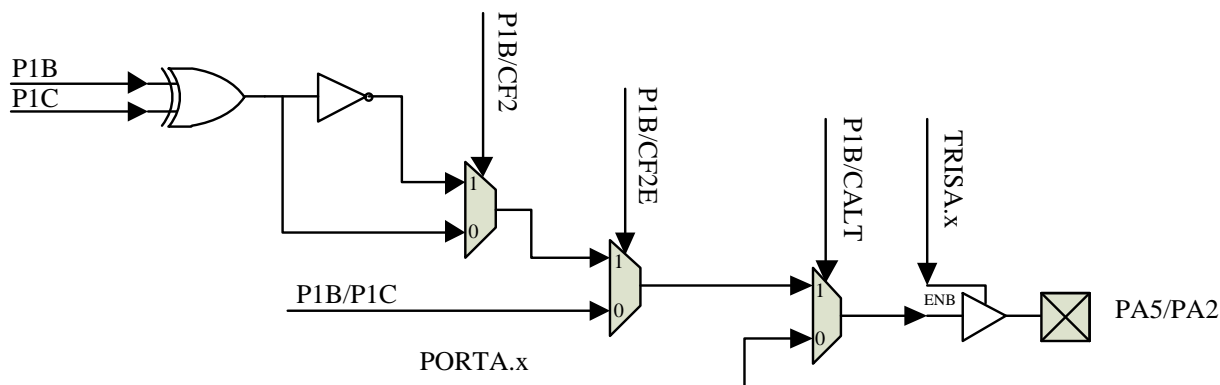 P1B
P1C
P1B/CF2
1
0
P1B/CF2E
1
0
P1B/P1C
P1B/CALT
1
0
TRISA.x
ENB
PA5/PA2
PORTA.x